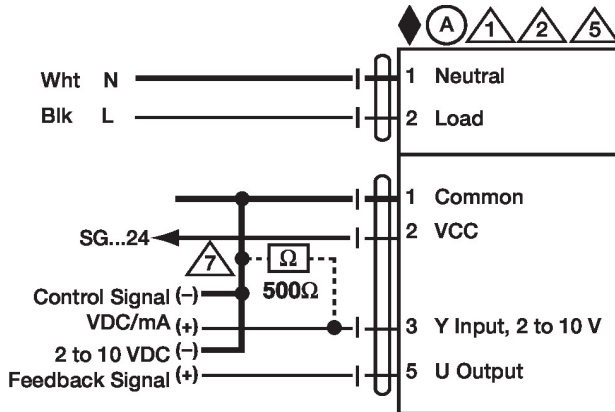 A 1 2 5
Wht N 1 Neutral
Blk L 2 Load
1 Common
SG...24 2 VCC
7 Ω
500Ω
Control Signal (-)
VDC/mA (+) 3 Y Input, 2 to 10 V
2 to 10 VDC (-)
Feedback Signal (+) 5 U Output